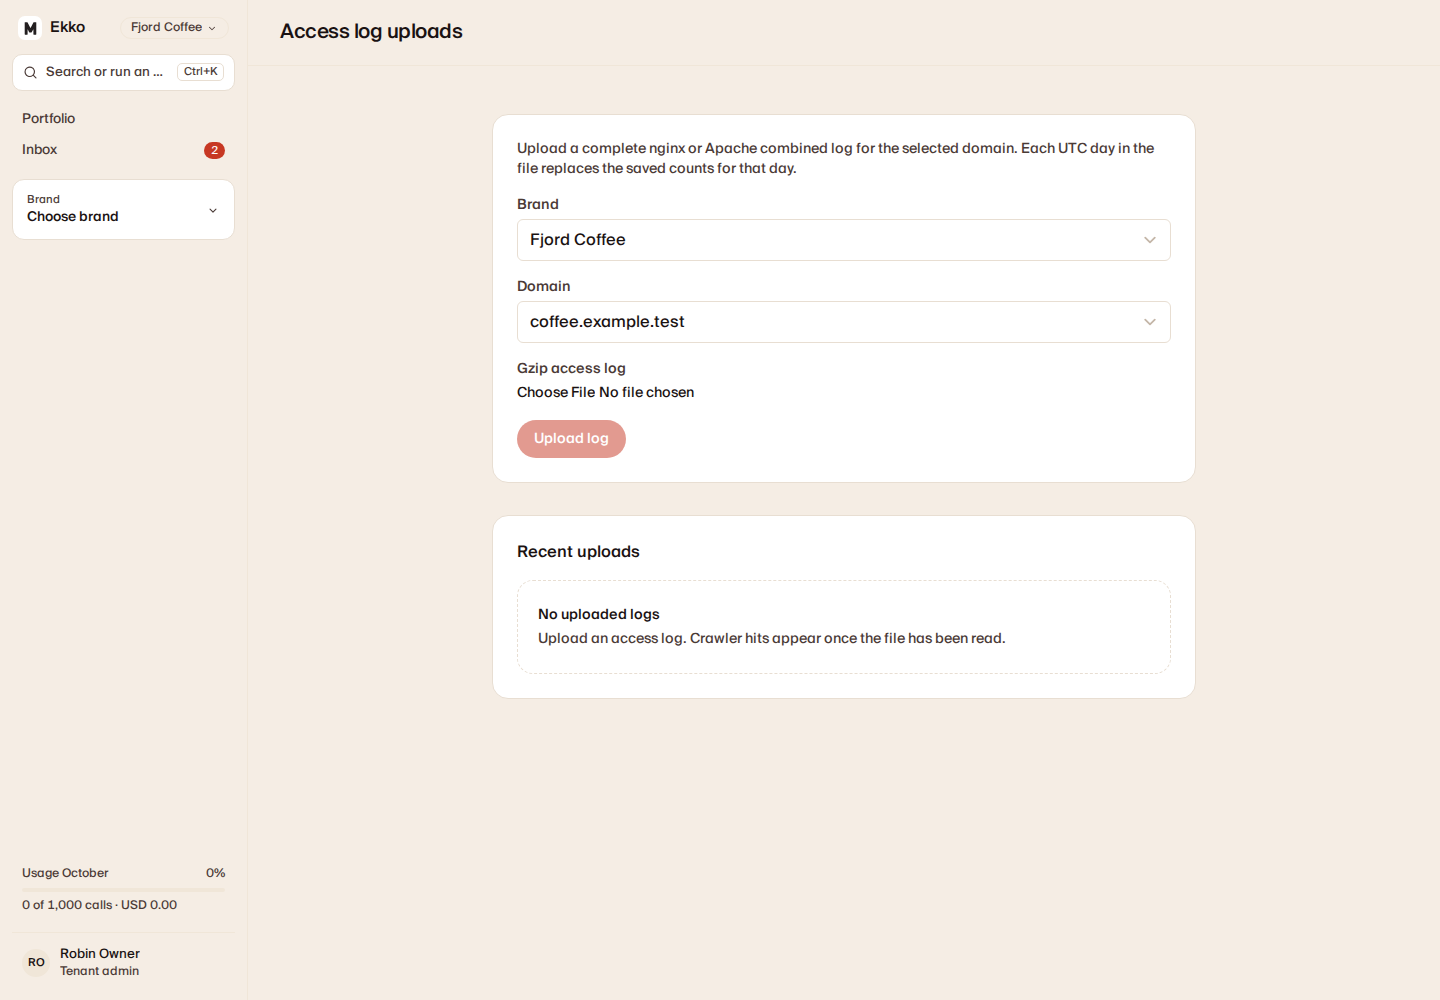 Ekko
Fjord Coffee
Search or run an ...
Ctrl+K
Portfolio
Inbox
2
Brand
Choose brand
Usage October
0%
0 of 1,000 calls · USD 0.00
RO
Robin Owner
Tenant admin
Access log uploads
Upload a complete nginx or Apache combined log for the selected domain. Each UTC day in the
file replaces the saved counts for that day.
Brand
Fjord Coffee
Domain
coffee.example.test
Gzip access log
Choose File No file chosen
Upload log
Recent uploads
No uploaded logs
Upload an access log. Crawler hits appear once the file has been read.